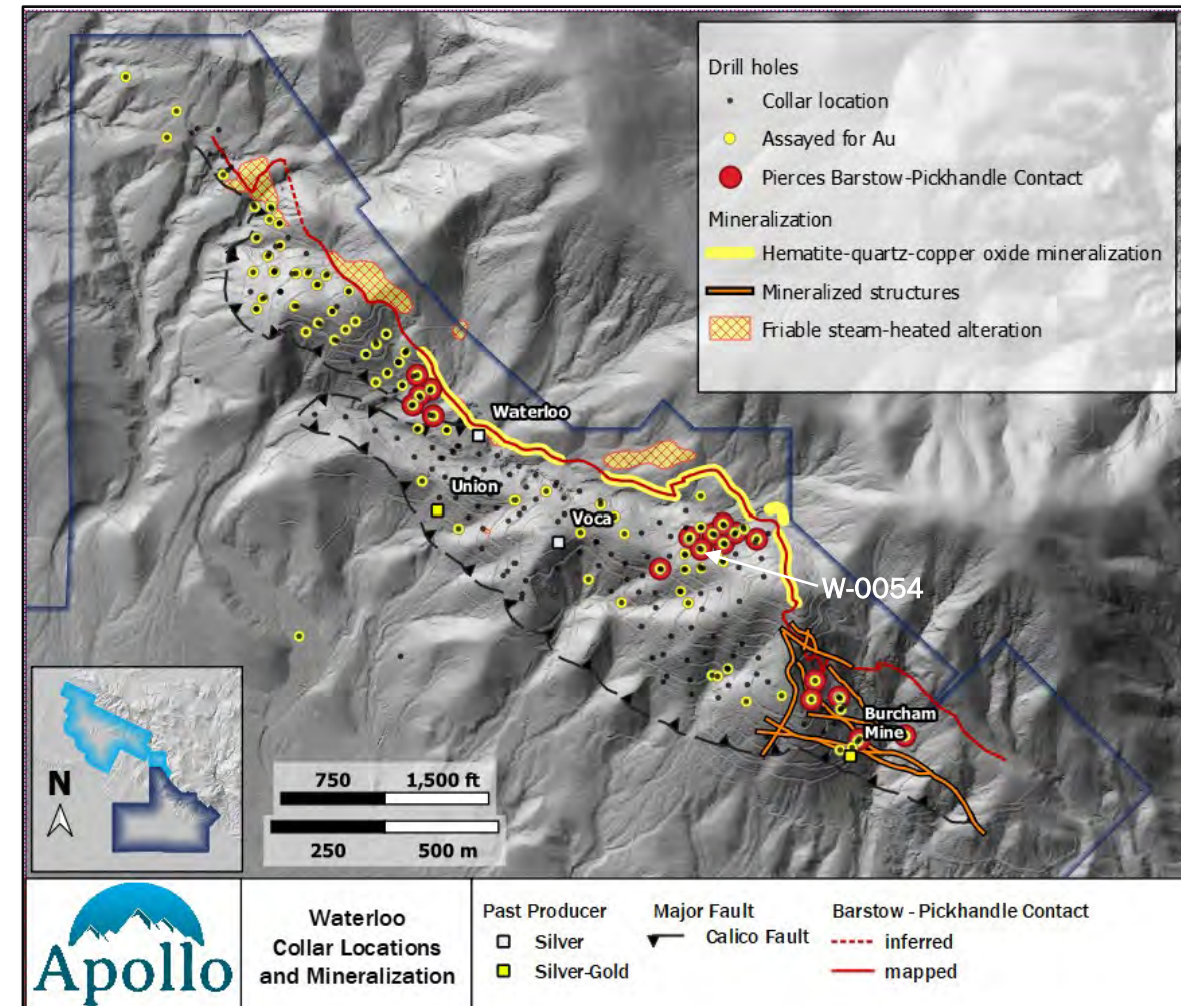 Drill holes
Collar location
Assayed for Au
Pierces Barstow-Pickhandle Contact
Mineralization
Hematite-quartz-copper oxide mineralization
Mineralized structures
Friable steam-heated alteration
Waterloo
Union
Voca
W-0054
Burcham
Mine
N
750 1,500 ft
250 500 m
Apollo
Waterloo
Collar Locations
and Mineralization
Past Producer
Silver
Silver-Gold
Major Fault
Calico Fault
Barstow - Pickhandle Contact
inferred
mapped